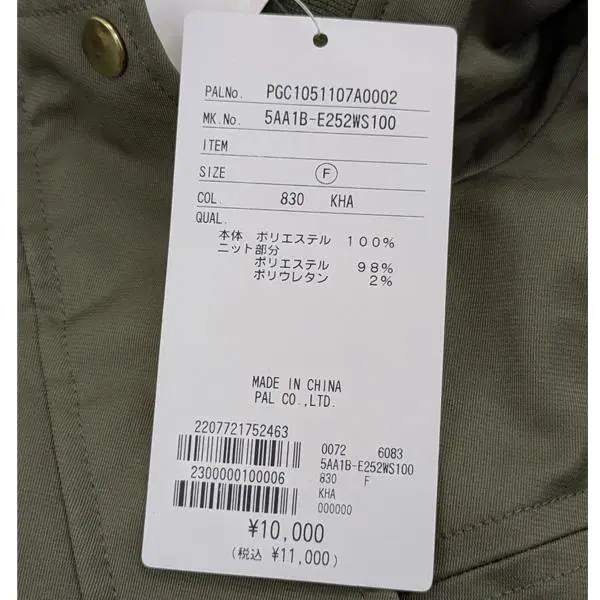 PALNo. PGC1051107A0002
MK.No. 5AA1B-E252WS100
ITEM
SIZE F
COL. 830 KHA
QUAL.
本体 ポリエステル 100%
ニット部分
ポリエステル 98%
ポリウレタン 2%
MADE IN CHINA
PAL CO.,LTD.
2207721752463
0072 6083
5AA1B-E252WS100
2300000100006
830 F
KHA
000000
¥10,000
(税込 ¥11,000)